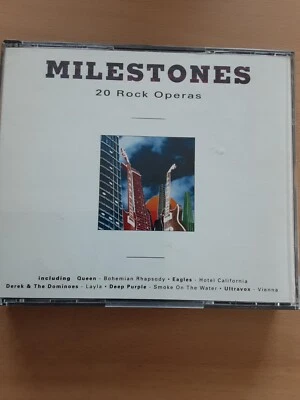 MILESTONES
20 Rock Operas
including Queen - Bohemian Rhapsody • Eagles - Hotel California
Derek & The Dominoes - Layla • Deep Purple - Smoke On The Water • Ultravox - Vienna